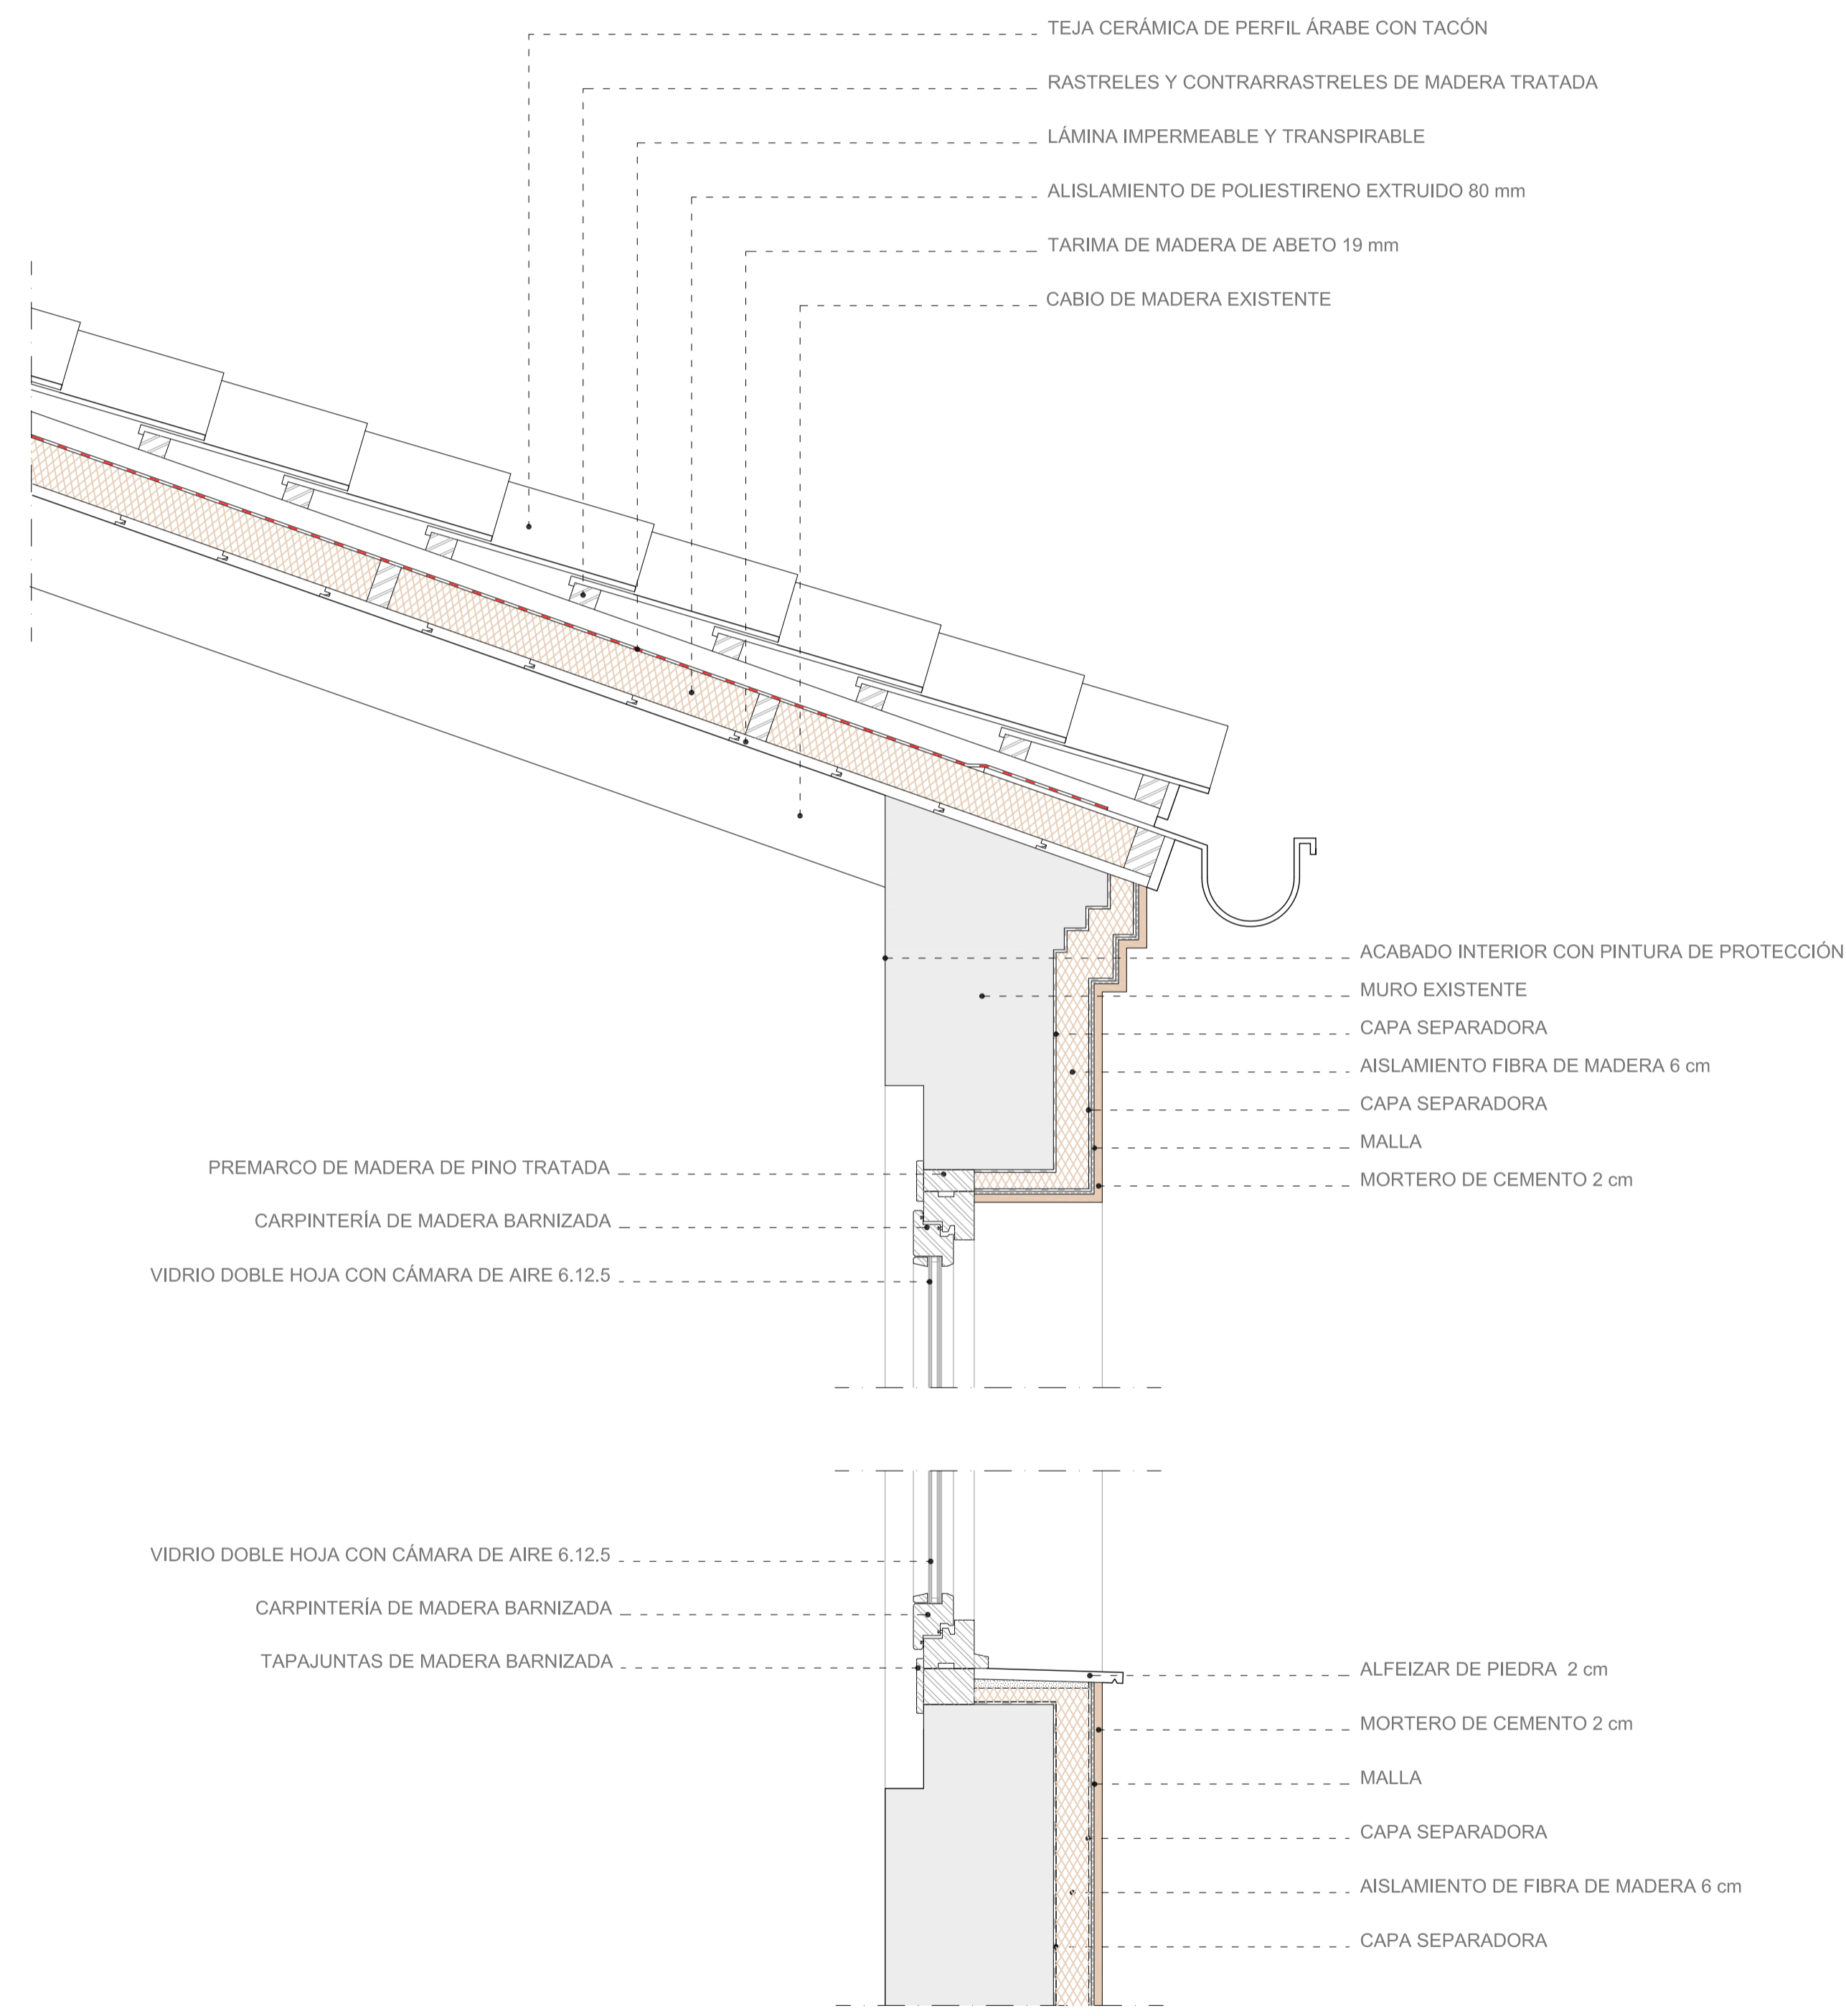 TEJA CERÁMICA DE PERFIL ÁRABE CON TACÓN
RASTRELES Y CONTRARRASTRELES DE MADERA TRATADA
LÁMINA IMPERMEABLE Y TRANSPIRABLE
ALISLAMIENTO DE POLIESTIRENO EXTRUIDO 80 mm
TARIMA DE MADERA DE ABETO 19 mm
CABIO DE MADERA EXISTENTE
ACABADO INTERIOR CON PINTURA DE PROTECCIÓN
MURO EXISTENTE
CAPA SEPARADORA
AISLAMIENTO FIBRA DE MADERA 6 cm
CAPA SEPARADORA
MALLA
MORTERO DE CEMENTO 2 cm
PREMARCO DE MADERA DE PINO TRATADA
CARPINTERÍA DE MADERA BARNIZADA
VIDRIO DOBLE HOJA CON CÁMARA DE AIRE 6.12.5
VIDRIO DOBLE HOJA CON CÁMARA DE AIRE 6.12.5
CARPINTERÍA DE MADERA BARNIZADA
TAPAJUNTAS DE MADERA BARNIZADA
ALFEIZAR DE PIEDRA 2 cm
MORTERO DE CEMENTO 2 cm
MALLA
CAPA SEPARADORA
AISLAMIENTO DE FIBRA DE MADERA 6 cm
CAPA SEPARADORA